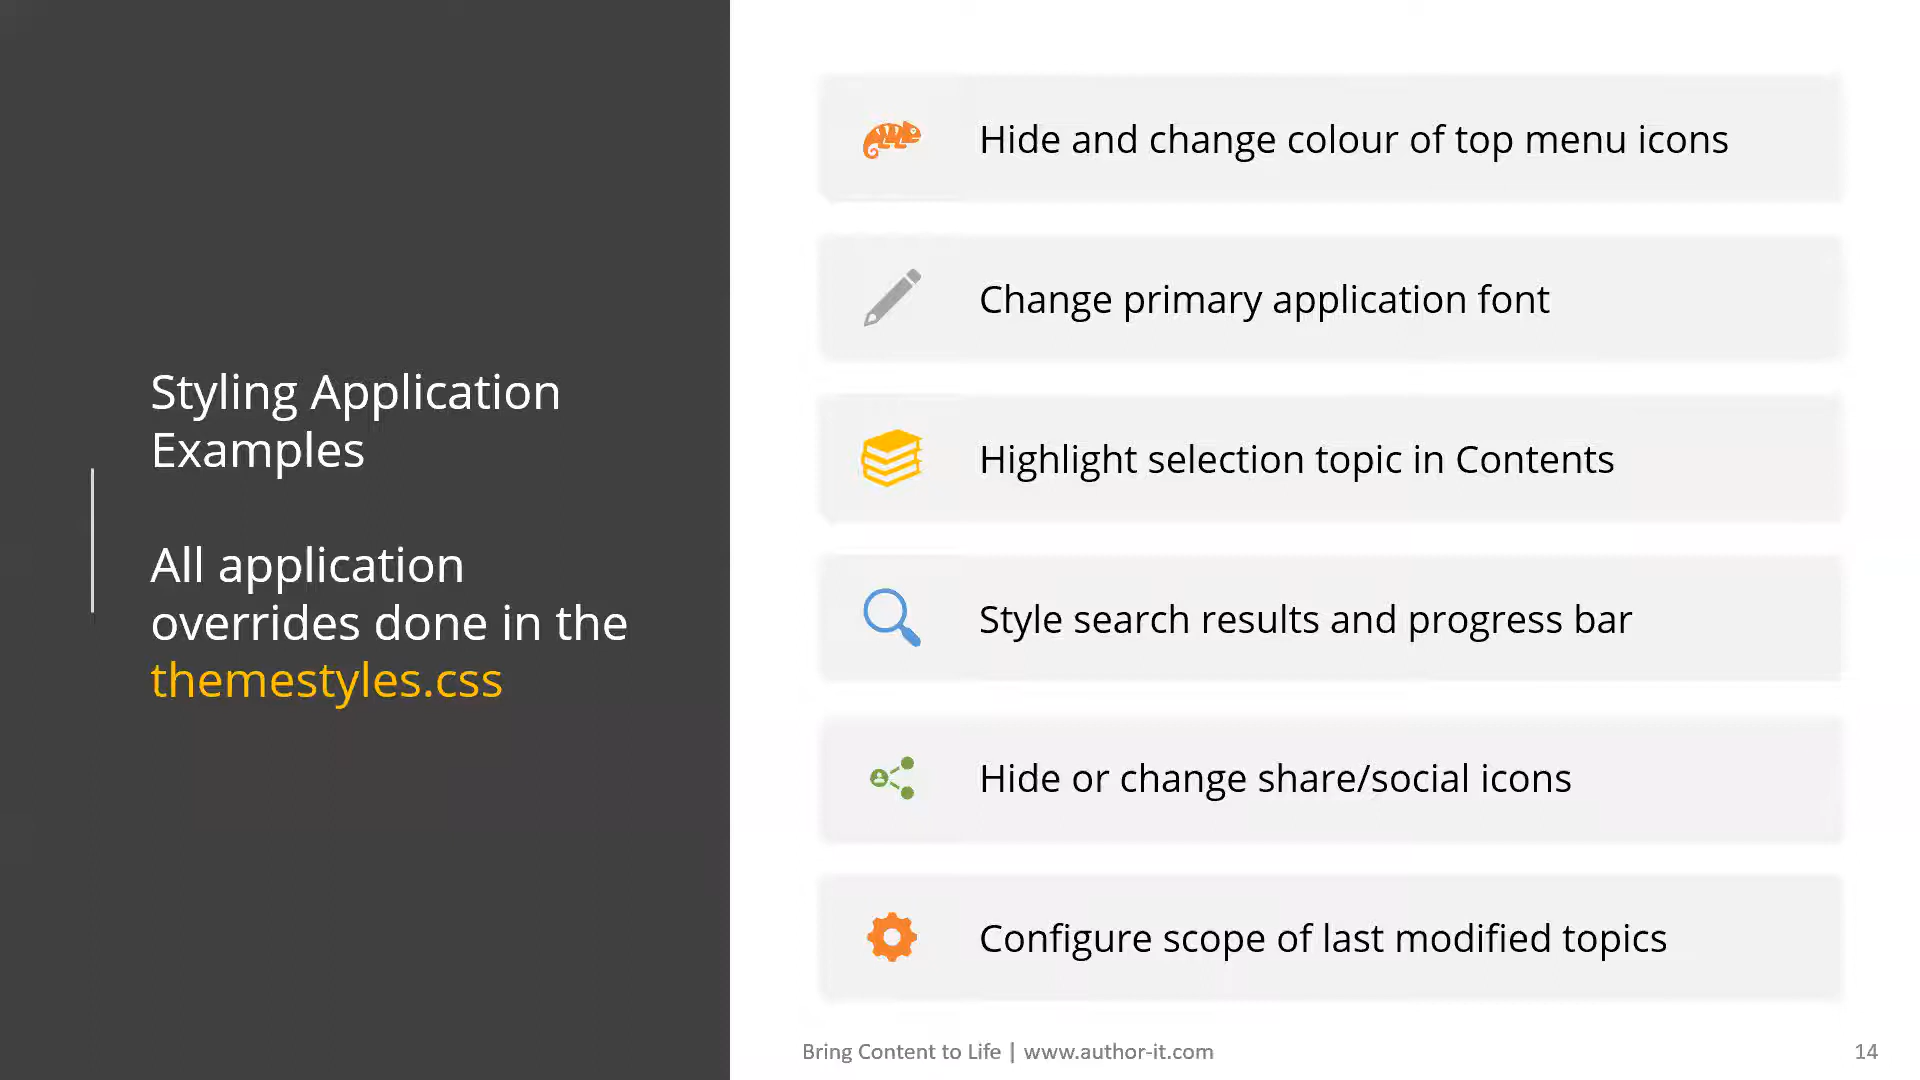 Styling Application
Examples
All application
overrides done in the
themestyles.css
Hide and change colour of top menu icons
Change primary application font
Highlight selection topic in Contents
Style search results and progress bar
Hide or change share/social icons
Configure scope of last modified topics
Bring Content to Life | www.author-it.com
14